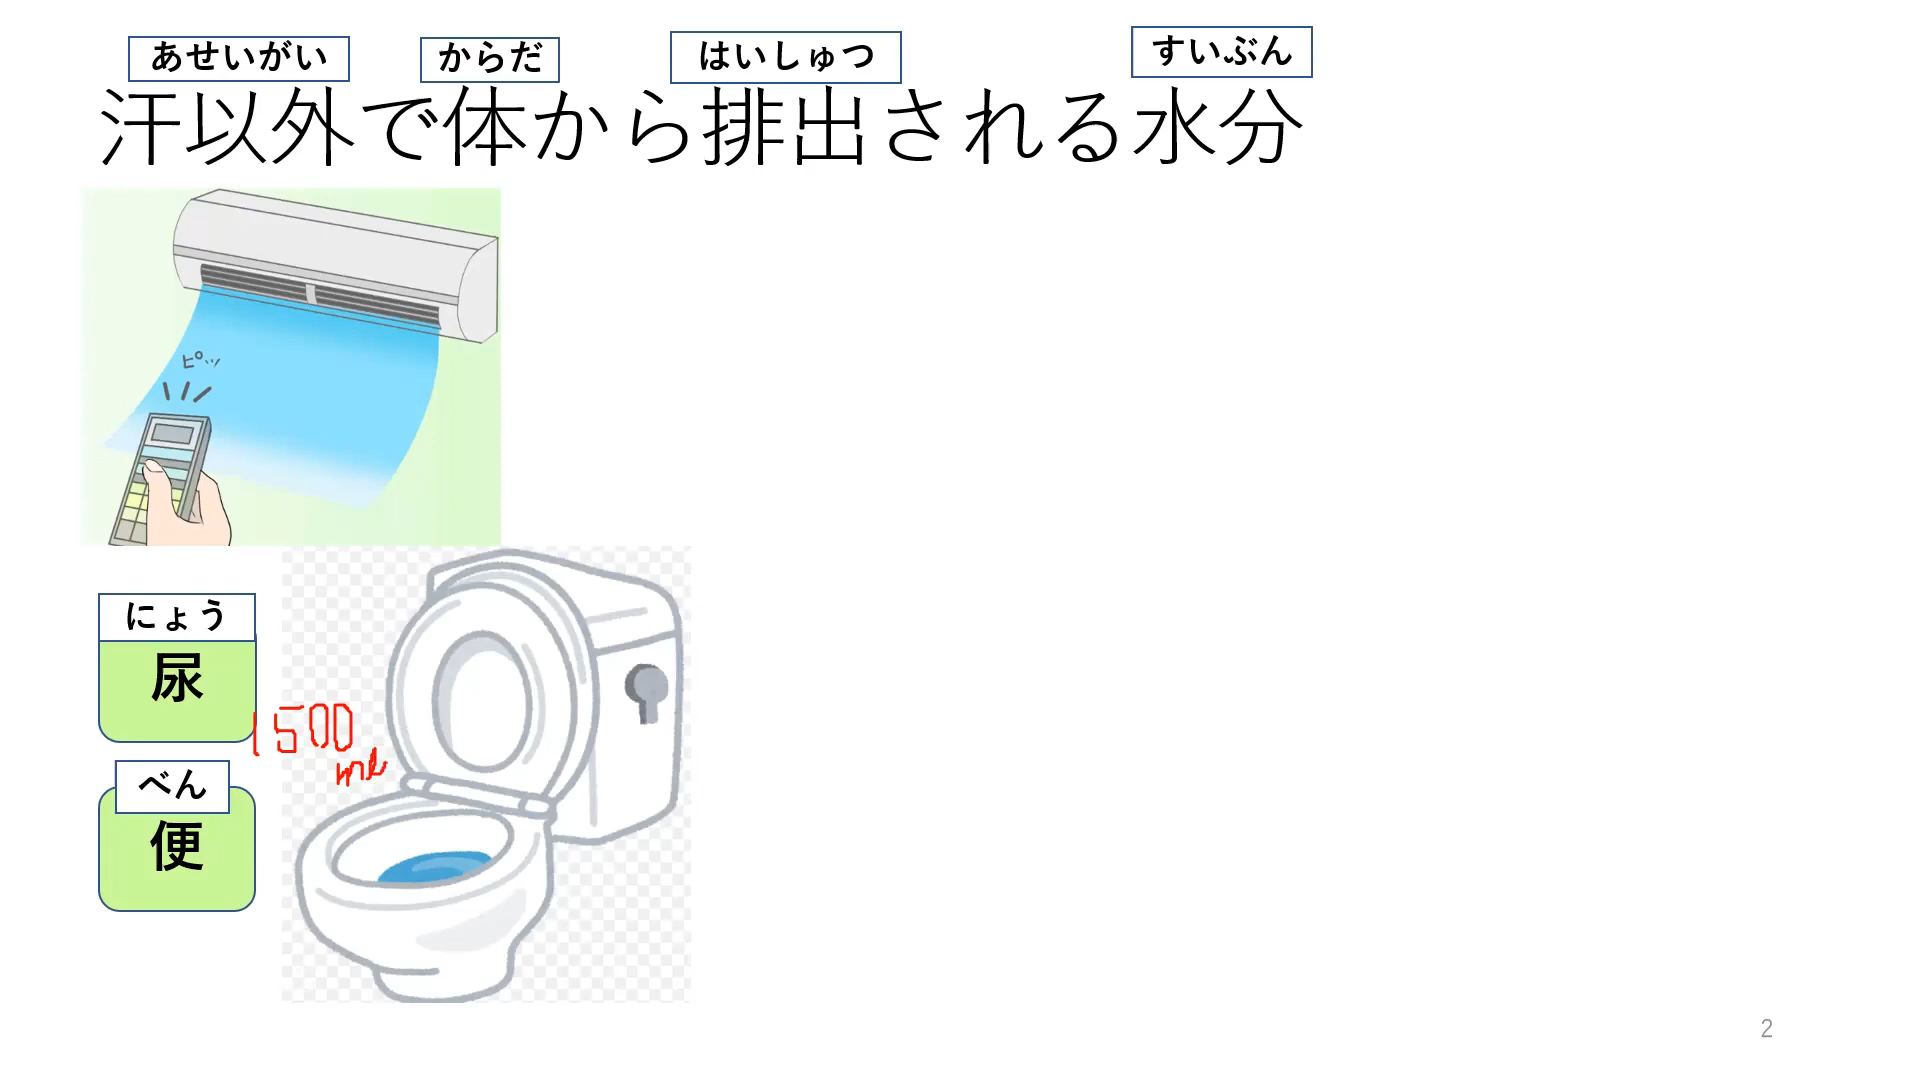 あせいがい からだ はいしゅつ すいぶん
汗以外で体から排出される水分
ピッ
にょう
尿
1500
ml
べん
便
2